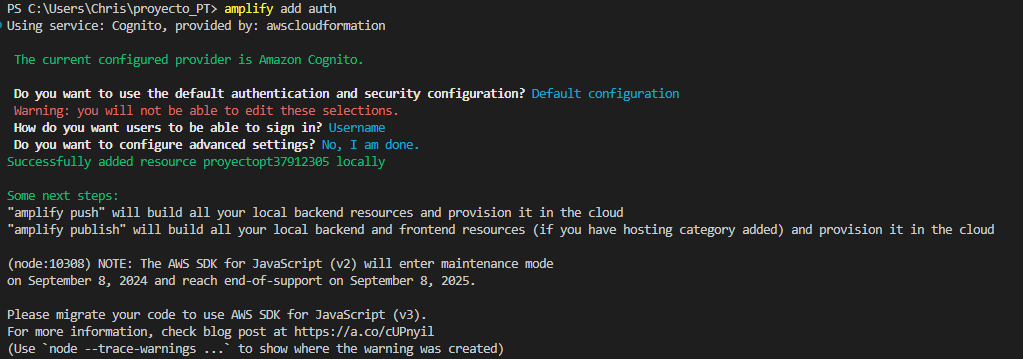 PS C:\Users\Chris\proyecto_PT> amplify add auth
Using service: Cognito, provided by: awscloudformation
The current configured provider is Amazon Cognito.
Do you want to use the default authentication and security configuration? Default configuration
Warning: you will not be able to edit these selections.
How do you want users to be able to sign in? Username
Do you want to configure advanced settings? No, I am done.
Successfully added resource proyectopt37912305 locally
Some next steps:
"amplify push" will build all your local backend resources and provision it in the cloud
"amplify publish" will build all your local backend and frontend resources (if you have hosting category added) and provision it in the cloud
(node:10308) NOTE: The AWS SDK for JavaScript (v2) will enter maintenance mode
on September 8, 2024 and reach end-of-support on September 8, 2025.
Please migrate your code to use AWS SDK for JavaScript (v3).
For more information, check blog post at https://a.co/cUPnyil
(Use `node --trace-warnings ...` to show where the warning was created)